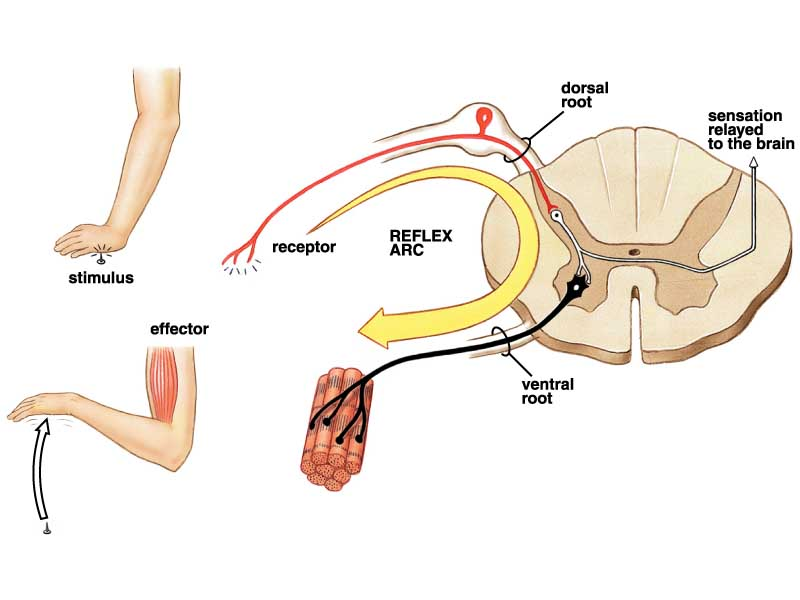 dorsal
root
sensation
relayed
to the brain
receptor
REFLEX
ARC
stimulus
effector
ventral
root